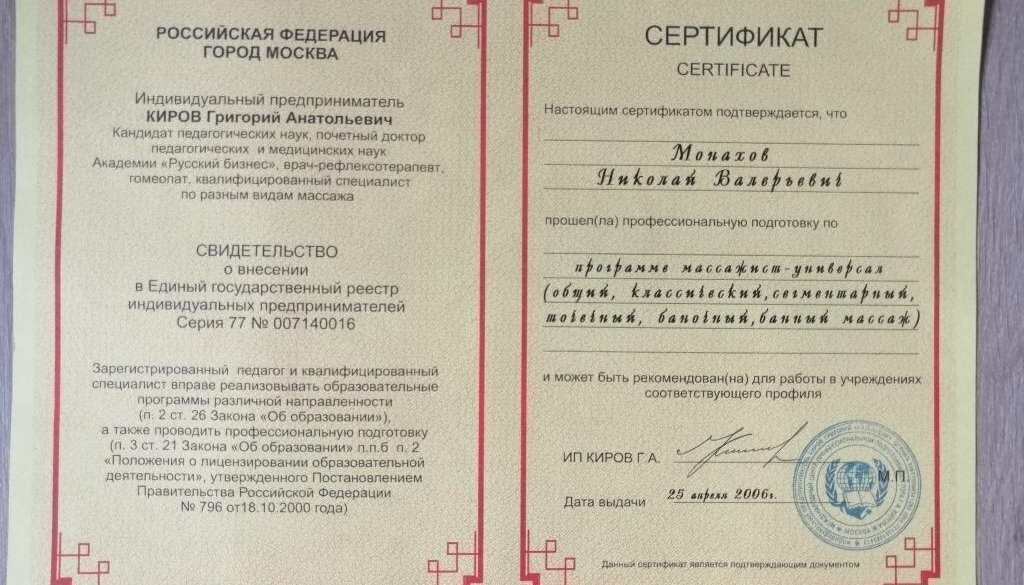 РОССИЙСКАЯ ФЕДЕРАЦИЯ
ГОРОД МОСКВА
Индивидуальный предприниматель
КИРОВ Григорий Анатольевич
Кандидат педагогических наук, почетный доктор
педагогических и медицинских наук
Академии «Русский бизнес», врач-рефлексотерапевт,
гомеопат, квалифицированный специалист
по разным видам массажа
СВИДЕТЕЛЬСТВО
о внесении
в Единый государственный реестр
индивидуальных предпринимателей
Серия 77 № 007140016
Зарегистрированный педагог и квалифицированный
специалист вправе реализовывать образовательные
программы различной направленности
(п. 2 ст. 26 Закона «Об образовании»),
а также проводить профессиональную подготовку
(п. 3 ст. 21 Закона «Об образовании» п.п.б п. 2
«Положения о лицензировании образовательной
деятельности», утвержденного Постановлением
Правительства Российской Федерации
№ 796 от18.10.2000 года)
СЕРТИФИКАТ
CERTIFICATE
Настоящим сертификатом подтверждается, что
Монахов
Николай Валерьевич
прошел(ла) профессиональную подготовку по
программе массажист-универсал
(общий, классический,сегментарный,
точечный, баночный,банный массаж)
и может быть рекомендован(на) для работы в учреждениях
соответствующего профиля
ИП КИРОВ Г.А.
М.П.
Дата выдачи 25 апреля 2006г.
Данный сертификат является подтверждающим документом